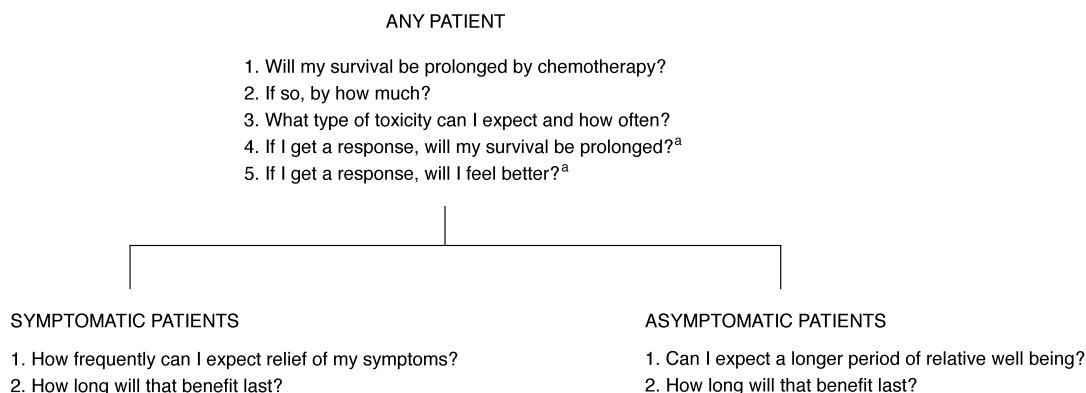 ANY PATIENT
1. Will my survival be prolonged by chemotherapy?
2. If so, by how much?
3. What type of toxicity can I expect and how often?
4. If I get a response, will my survival be prolonged?a
5. If I get a response, will I feel better?a
SYMPTOMATIC PATIENTS
1. How frequently can I expect relief of my symptoms?
2. How long will that benefit last?
ASYMPTOMATIC PATIENTS
1. Can I expect a longer period of relative well being?
2. How long will that benefit last?